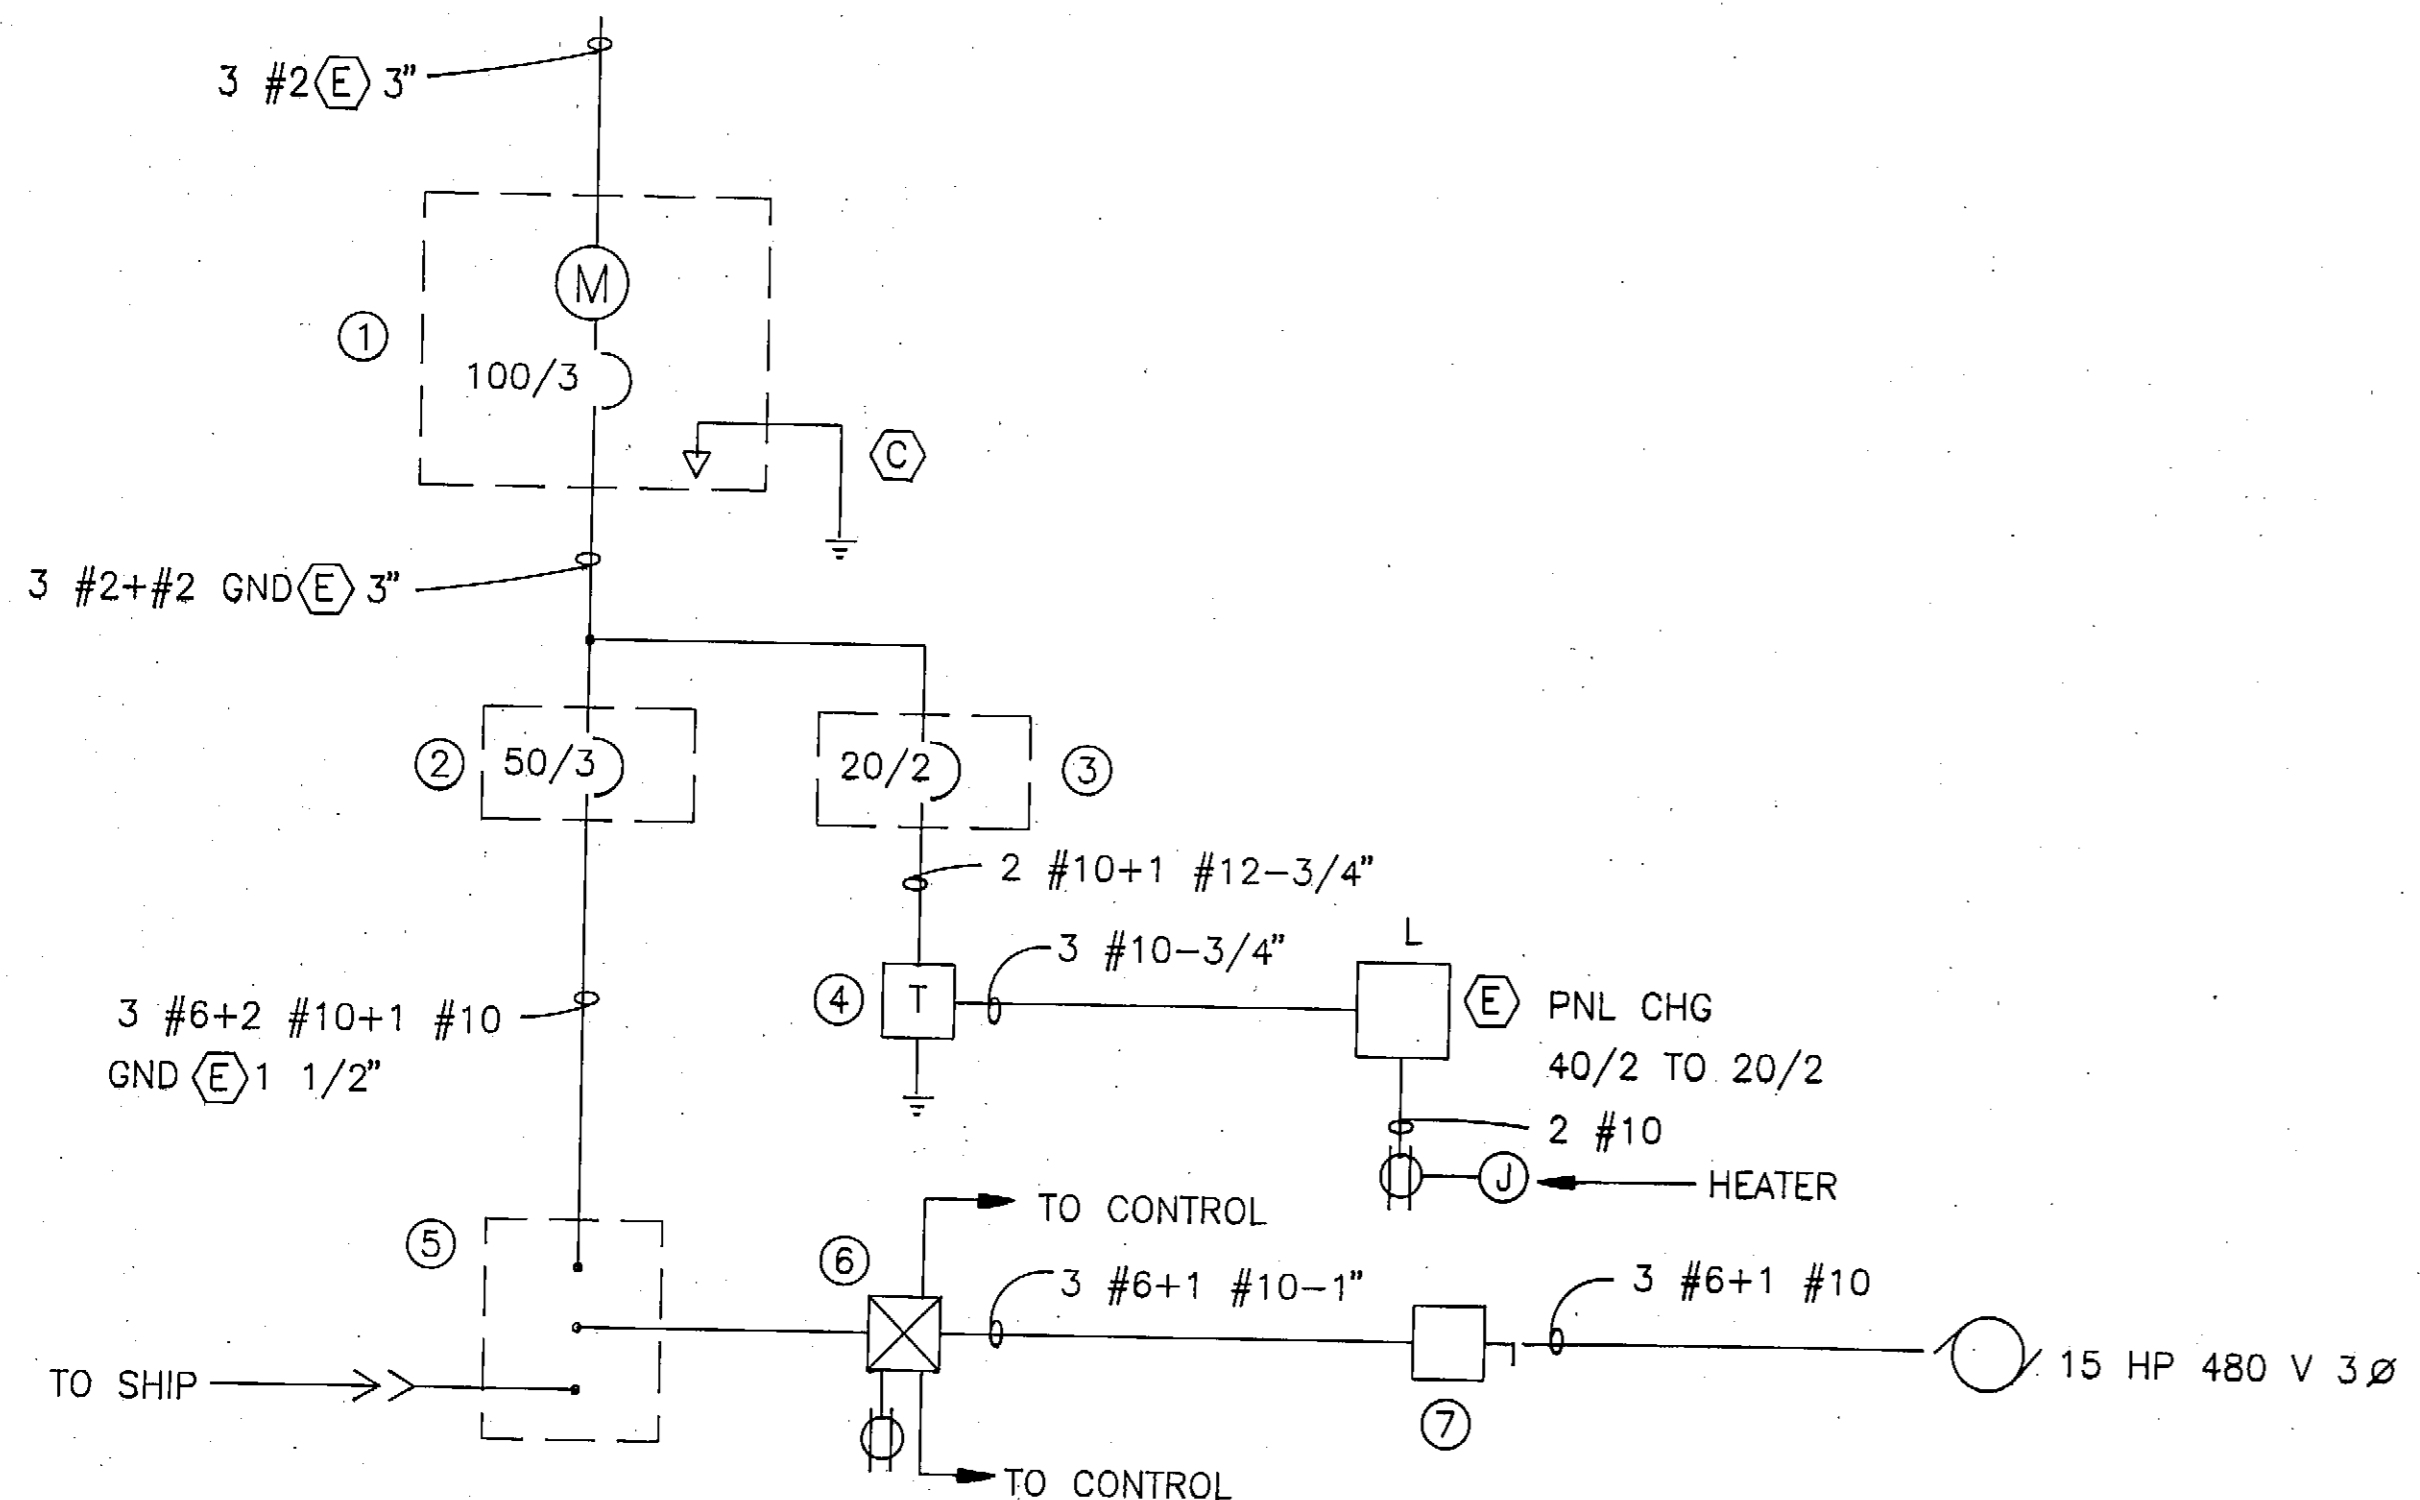 3 #2 E 3"
M
1
100/3
C
3 #2+#2 GND E 3"
2
50/3
20/2
3
2 #10+1 #12-3/4"
3 #10-3/4"
L
4
T
E PNL CHG
40/2 TO 20/2
3 #6+2 #10+1 #10
GND E 1 1/2"
2 #10
J
HEATER
TO CONTROL
5
6
3 #6+1 #10-1"
3 #6+1 #10
TO SHIP
15 HP 480 V 3Ø
7
TO CONTROL